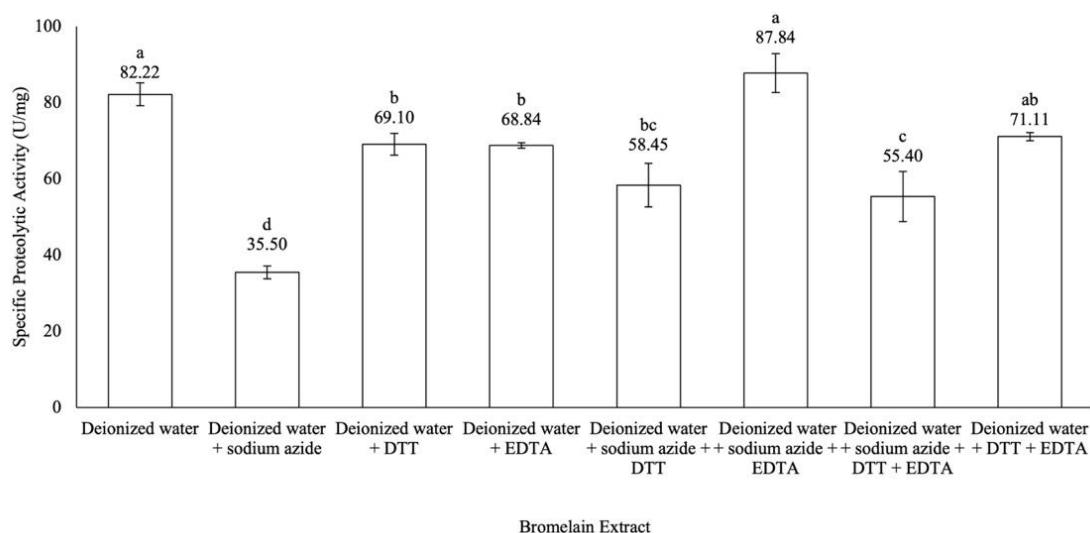 Specific Proteolytic Activity (U/mg)
100
80
60
40
20
0
a
82.22
d
35.50
b
69.10
b
68.84
bc
58.45
a
87.84
c
55.40
ab
71.11
Deionized water
Deionized water
+ sodium azide
Deionized water
+ DTT
Deionized water
+ EDTA
Deionized water
+ sodium azide +
DTT
Deionized water
+ sodium azide +
EDTA
Deionized water
+ sodium azide +
DTT + EDTA
Deionized water
+ DTT + EDTA
Bromelain Extract